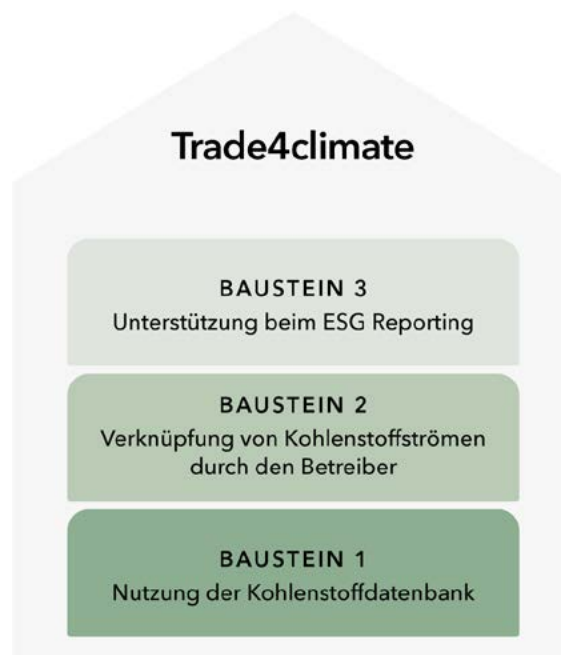 Trade4climate
BAUSTEIN 3
Unterstützung beim ESG Reporting
BAUSTEIN 2
Verknüpfung von Kohlenstoffströmen
durch den Betreiber
BAUSTEIN 1
Nutzung der Kohlenstoffdatenbank